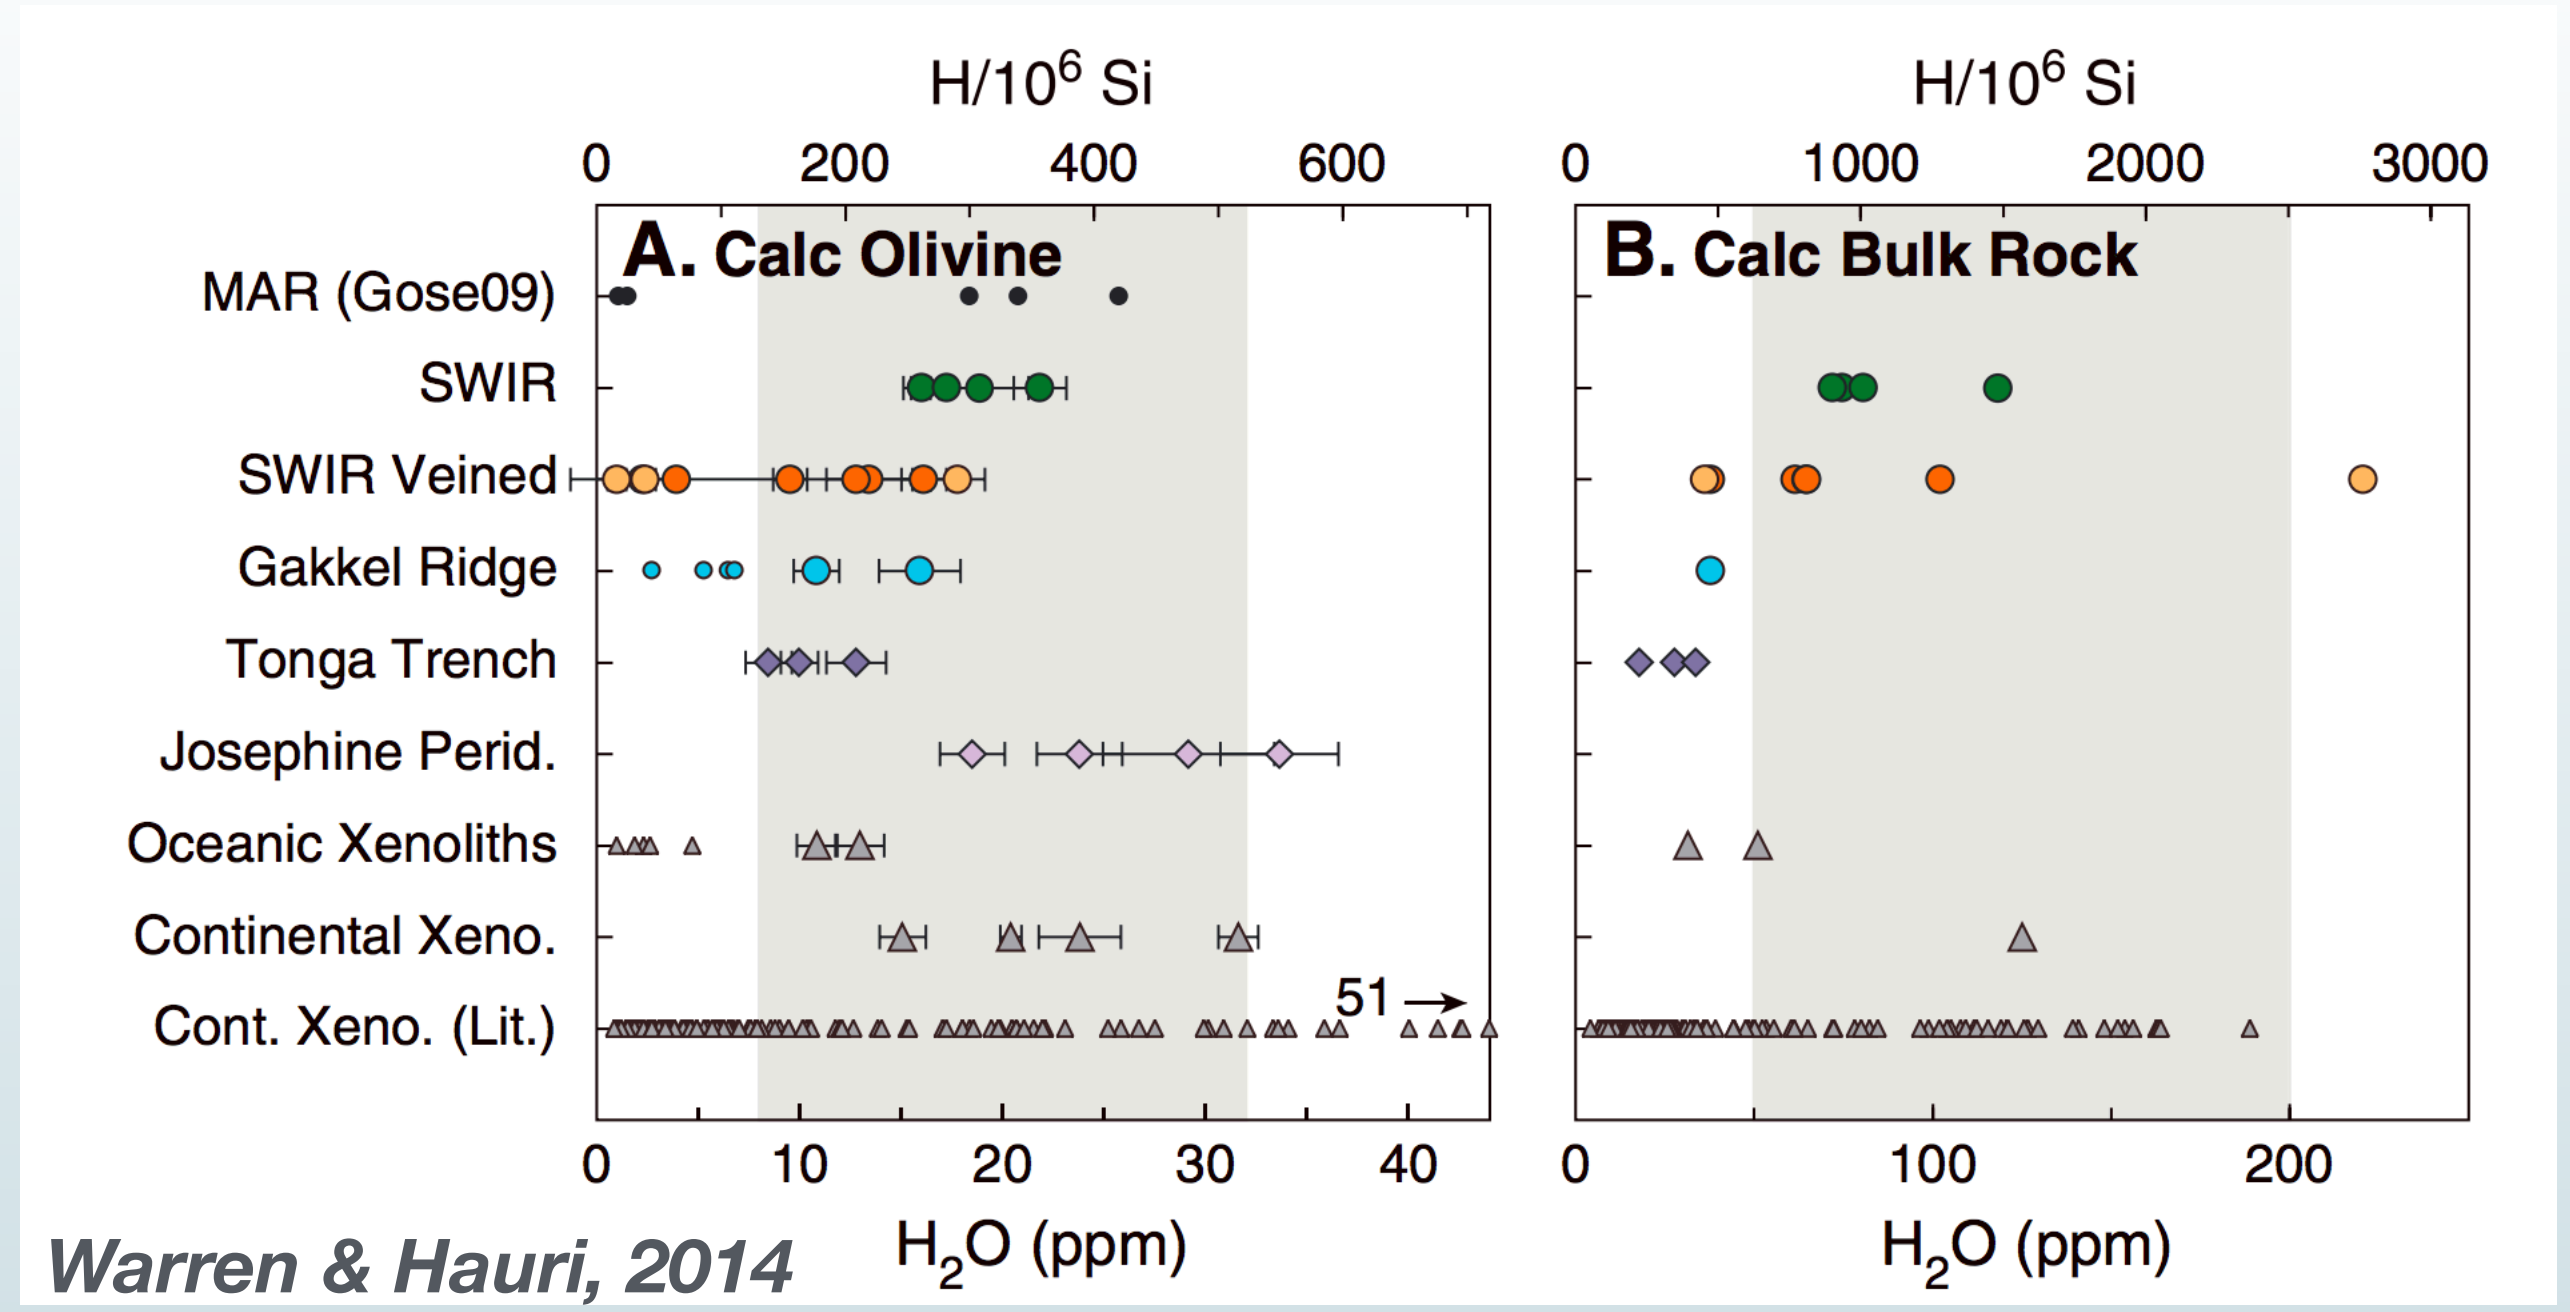 H/10⁶ Si
H/10⁶ Si
0 200 400 600
0 1000 2000 3000
A. Calc Olivine
B. Calc Bulk Rock
MAR (Gose09)
SWIR
SWIR Veined
Gakkel Ridge
Tonga Trench
Josephine Perid.
Oceanic Xenoliths
Continental Xeno.
51
Cont. Xeno. (Lit.)
0 10 20 30 40
0 100 200
H₂O (ppm)
H₂O (ppm)
Warren & Hauri, 2014